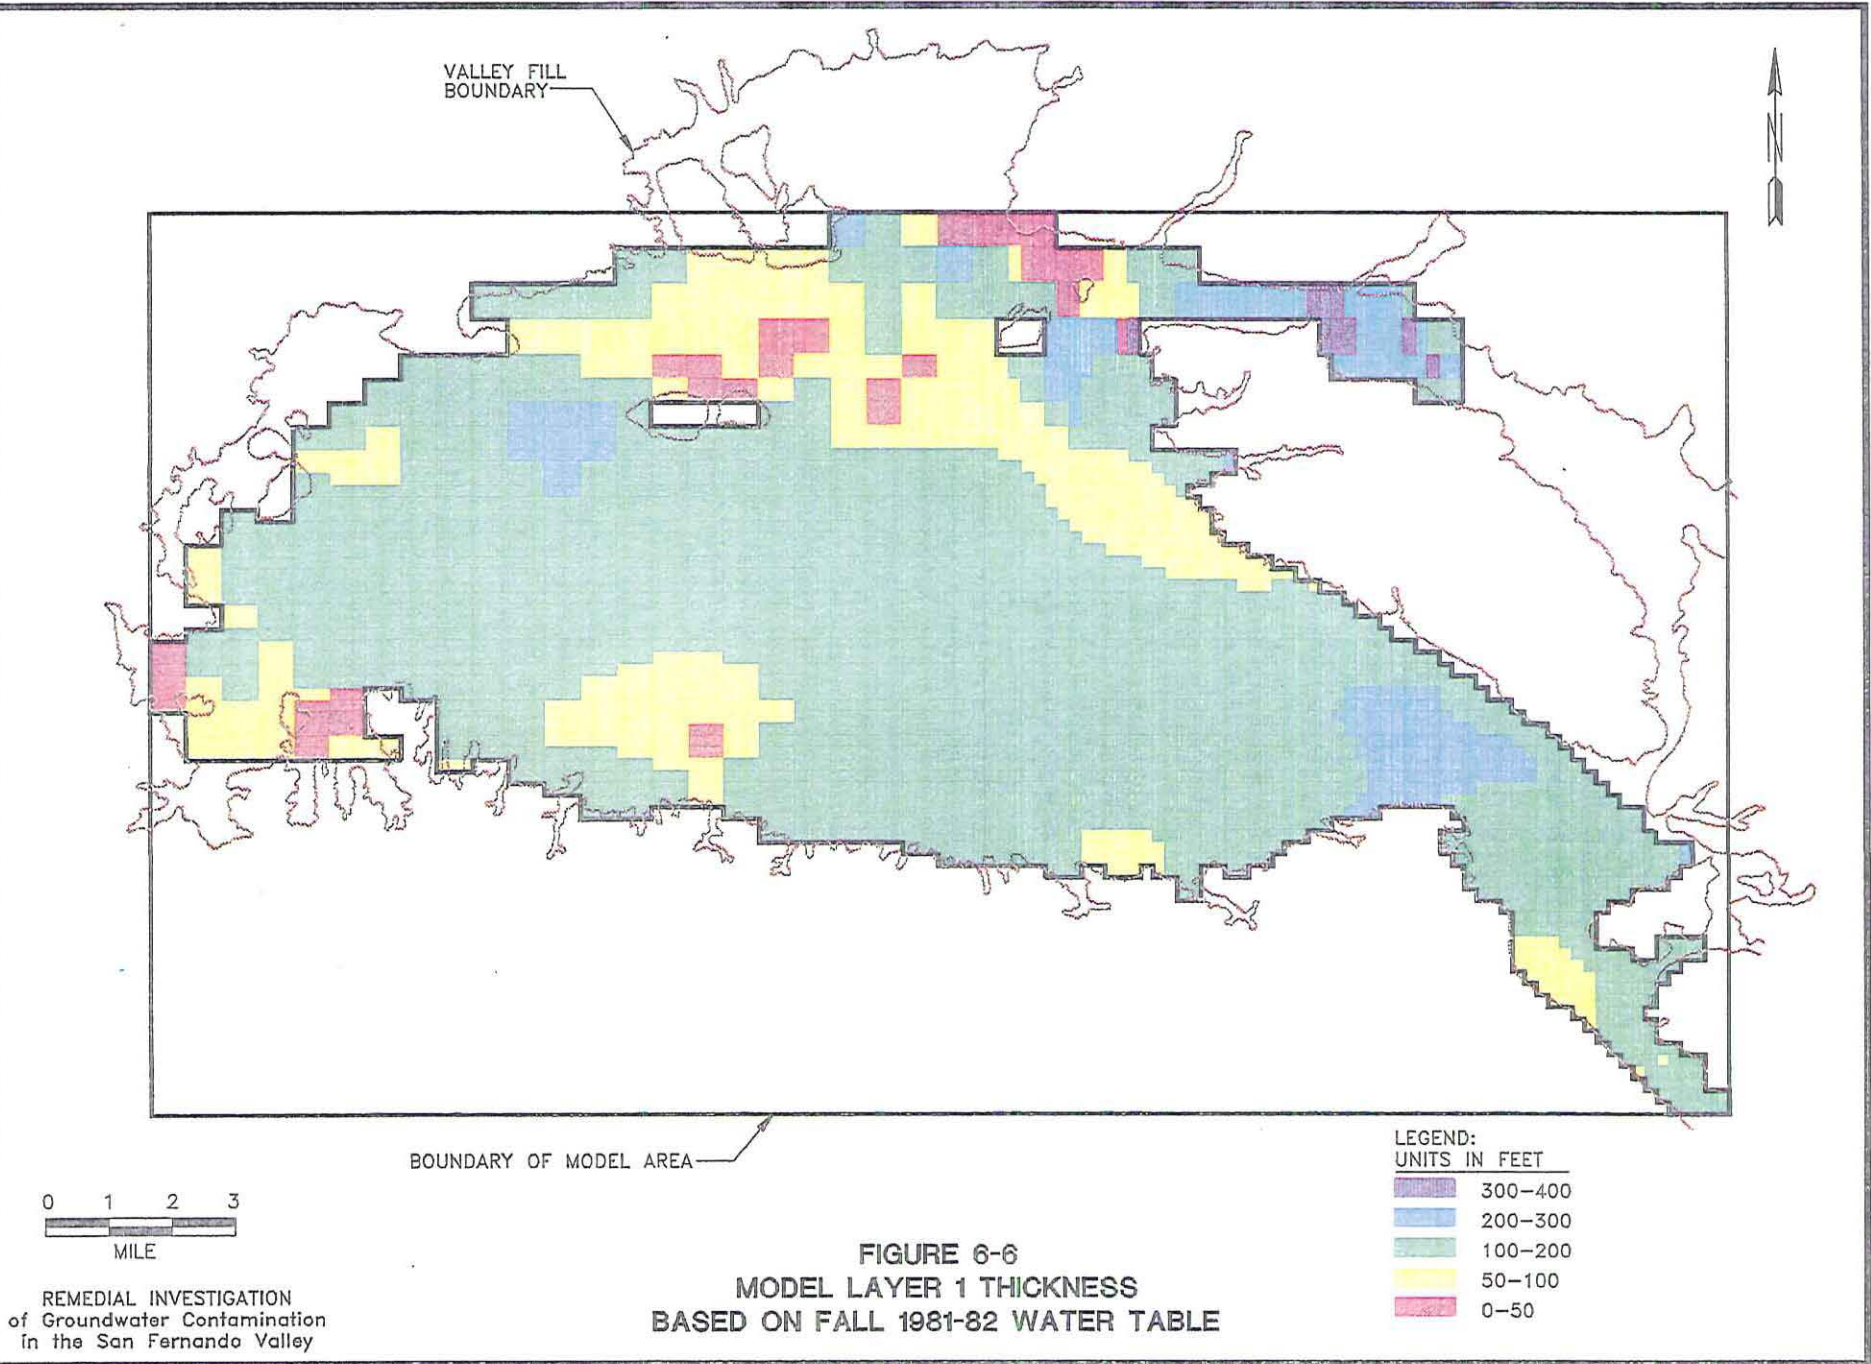 VALLEY FILL
BOUNDARY
N
BOUNDARY OF MODEL AREA
0 1 2 3
MILE
REMEDIAL INVESTIGATION
of Groundwater Contamination
in the San Fernando Valley
FIGURE 6-6
MODEL LAYER 1 THICKNESS
BASED ON FALL 1981-82 WATER TABLE
LEGEND:
UNITS IN FEET
300-400
200-300
100-200
50-100
0-50